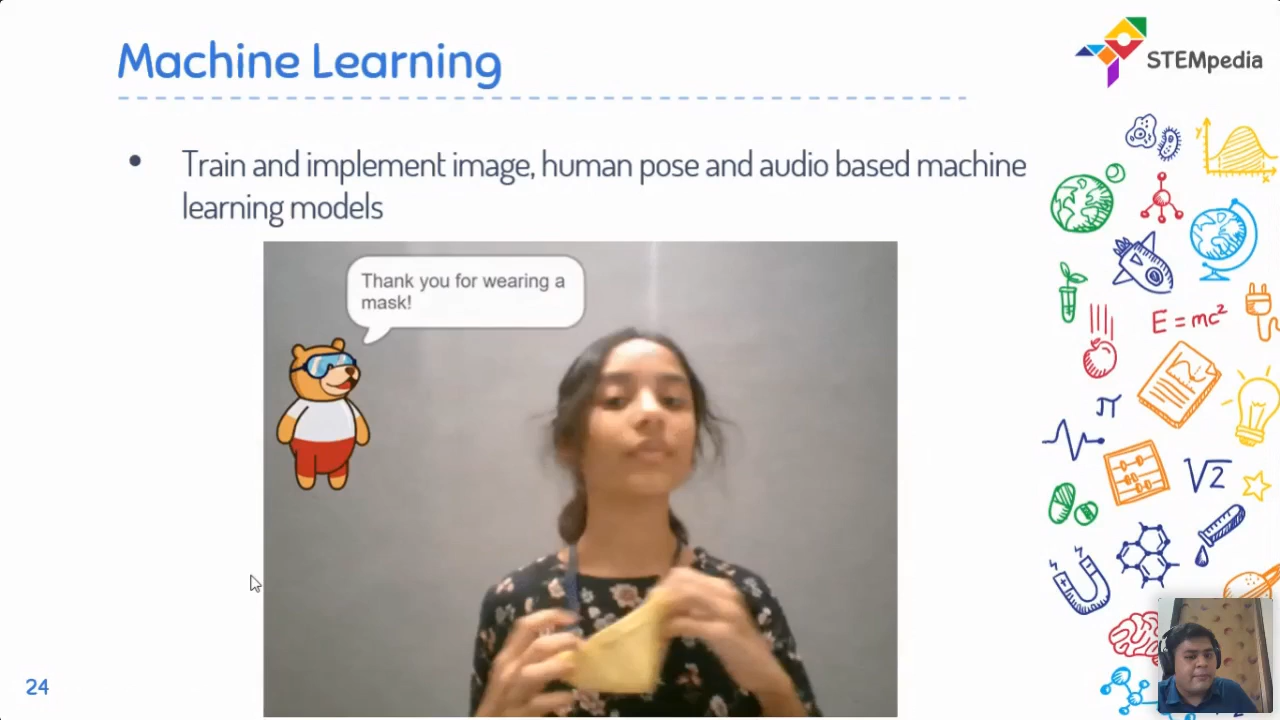 Machine Learning
STEMpedia
• Train and implement image, human pose and audio based machine
learning models
Thank you for wearing a
mask!
y
x
E = mc²
π
√2
24